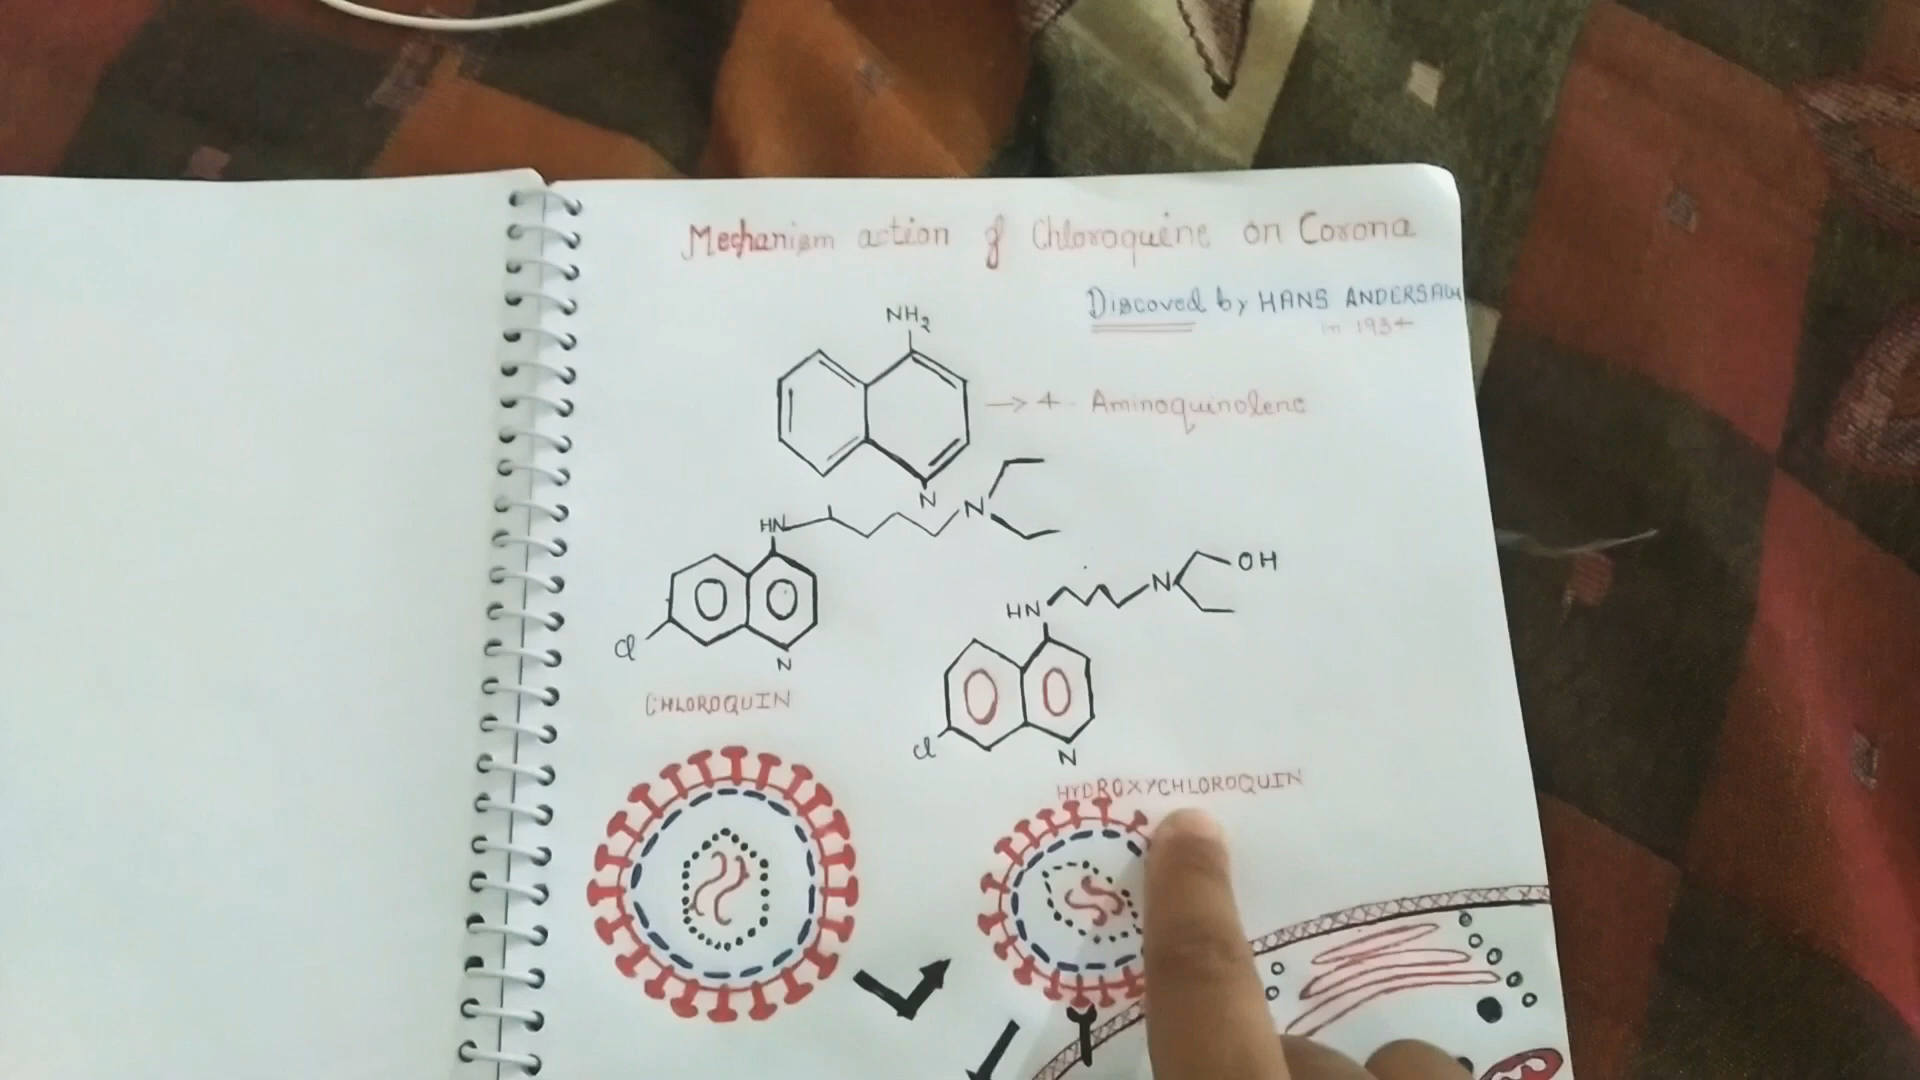 Mechanism action of Chloroquine on Corona
Discoved by HANS ANDERSAGH
in 1934
NH2
→ 4- Aminoquinolene
N
HN
N
Cl
N
CHLOROQUIN
OH
N
HN
Cl
N
HYDROXYCHLOROQUIN